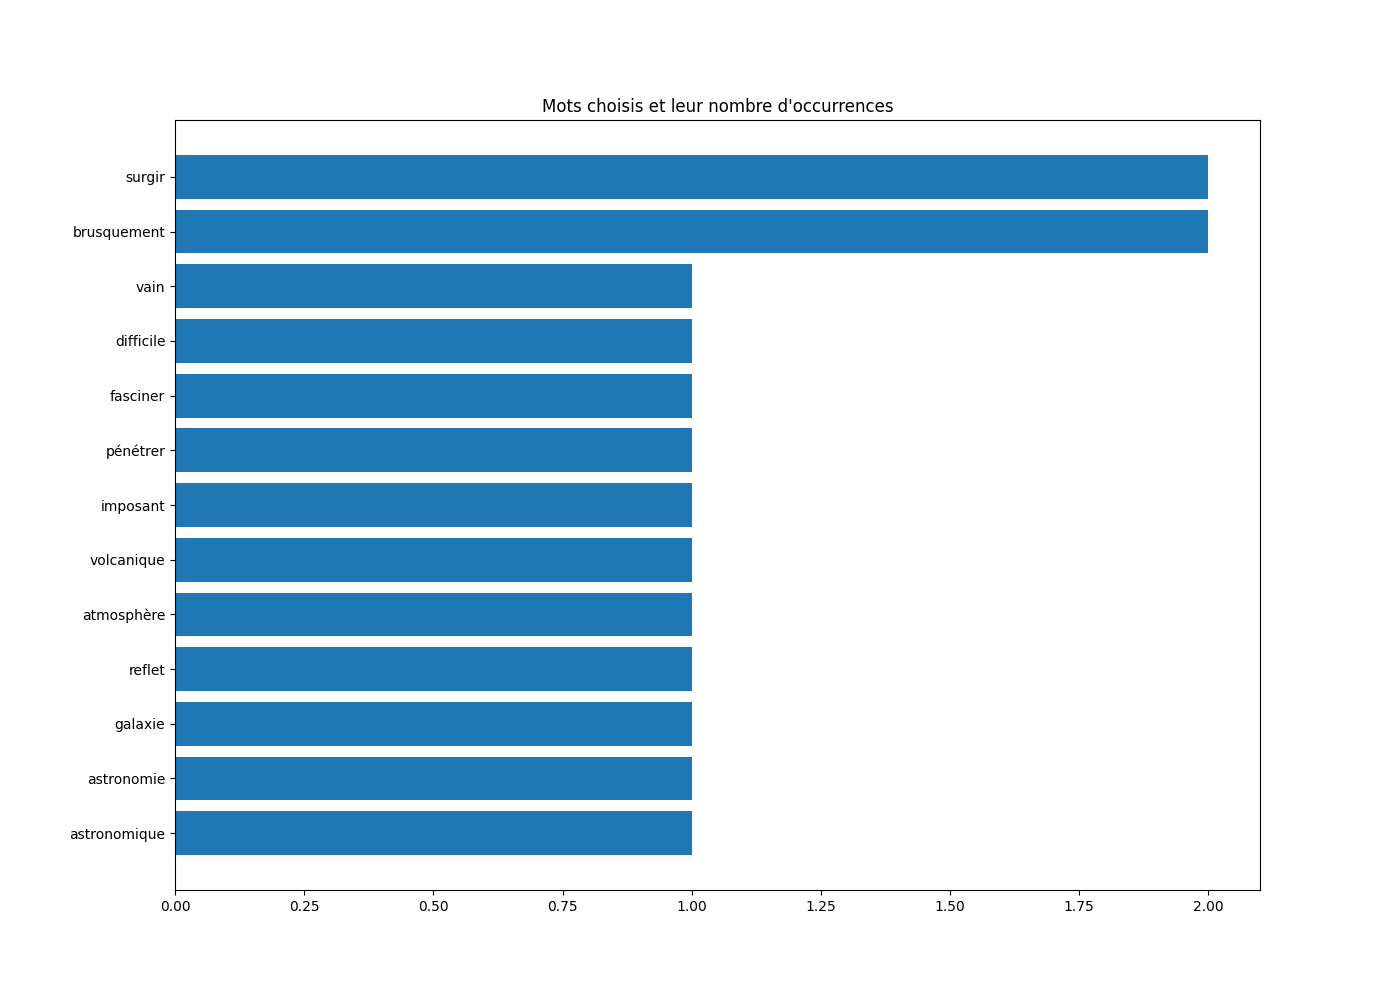 Mots choisis et leur nombre d'occurrences
surgir
brusquement
vain
difficile
fasciner
pénétrer
imposant
volcanique
atmosphère
reflet
galaxie
astronomie
astronomique
0.00 0.25 0.50 0.75 1.00 1.25 1.50 1.75 2.00